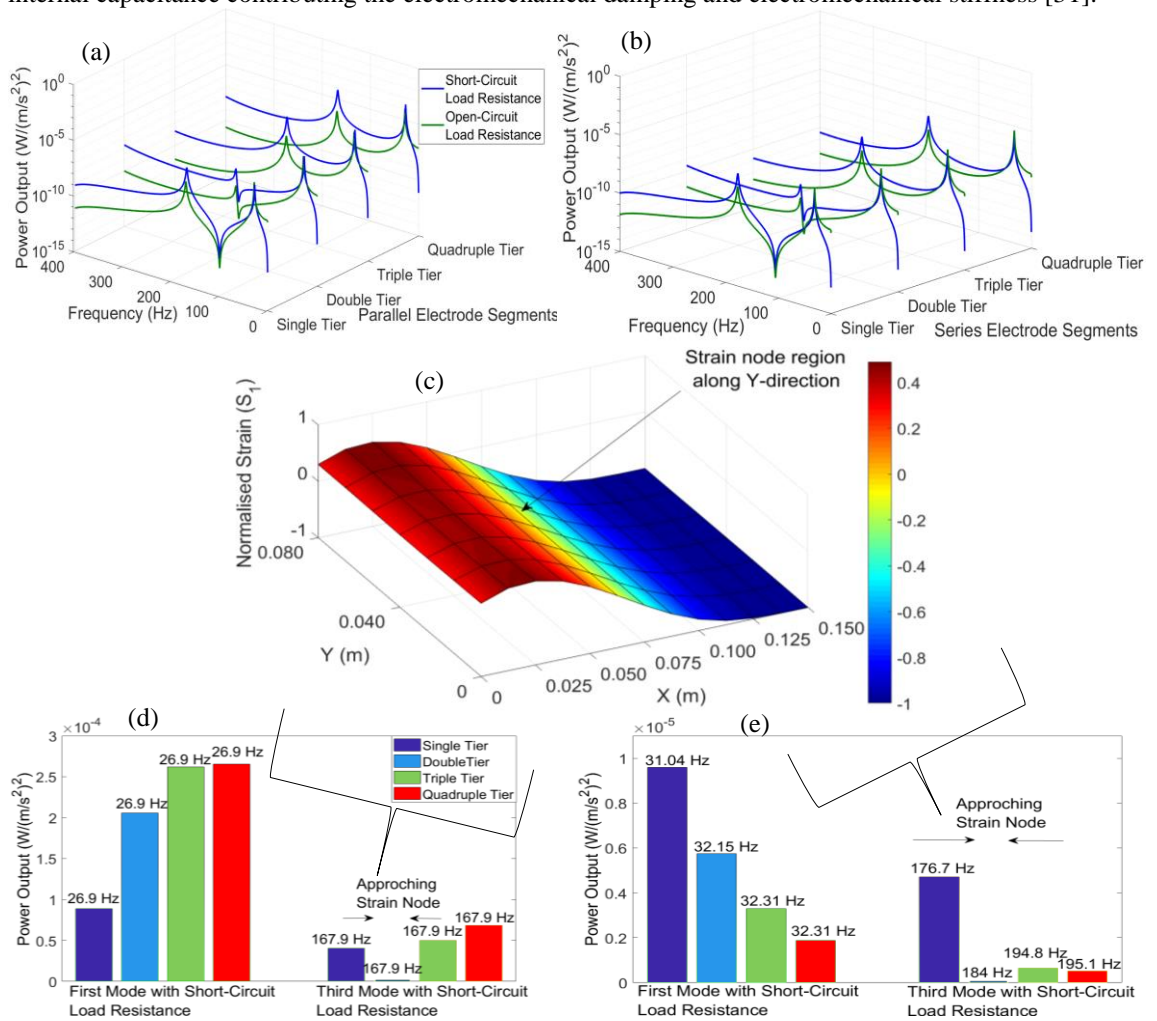 internal capacitance contributing the electromechanical damping and electromechanical stiffness [51].
(a)
Power Output (W/(m/s²)²)
10⁰
10⁻⁵
10⁻¹⁰
10⁻¹⁵
400
300
200
100
0
Frequency (Hz)
Single Tier
Double Tier
Triple Tier
Quadruple Tier
Parallel Electrode Segments
Short-Circuit
Load Resistance
Open-Circuit
Load Resistance
(b)
Power Output (W/(m/s²)²
10⁰
10⁻⁵
10⁻¹⁰
10⁻¹⁵
400
300
200
100
0
Frequency (Hz)
Single Tier
Double Tier
Triple Tier
Quadruple Tier
Series Electrode Segments
(c)
Strain node region
along Y-direction
Normalised Strain (S₁)
1
0
-1
0.080
0.040
0
Y (m)
0
0.025
0.050
0.075
0.100
0.125
0.150
X (m)
0.4
0.2
0
-0.2
-0.4
-0.6
-0.8
-1
(d)
×10⁻⁴
Power Output (W/(m/s²)²)
3
2.5
2
1.5
1
0.5
0
Single Tier
DoubleTier
Triple Tier
Quadruple Tier
26.9 Hz
26.9 Hz
26.9 Hz
26.9 Hz
Approching
Strain Node
167.9 Hz
167.9 Hz
167.9 Hz
167.9 Hz
First Mode with Short-Circuit
Load Resistance
Third Mode with Short-Circuit
Load Resistance
(e)
×10⁻⁵
Power Output (W/(m/s²)²)
1
0.8
0.6
0.4
0.2
0
31.04 Hz
32.15 Hz
32.31 Hz
32.31 Hz
Approching
Strain Node
176.7 Hz
184 Hz
194.8 Hz
195.1 Hz
First Mode with Short-Circuit
Load Resistance
Third Mode with Short-Circuit
Load Resistance